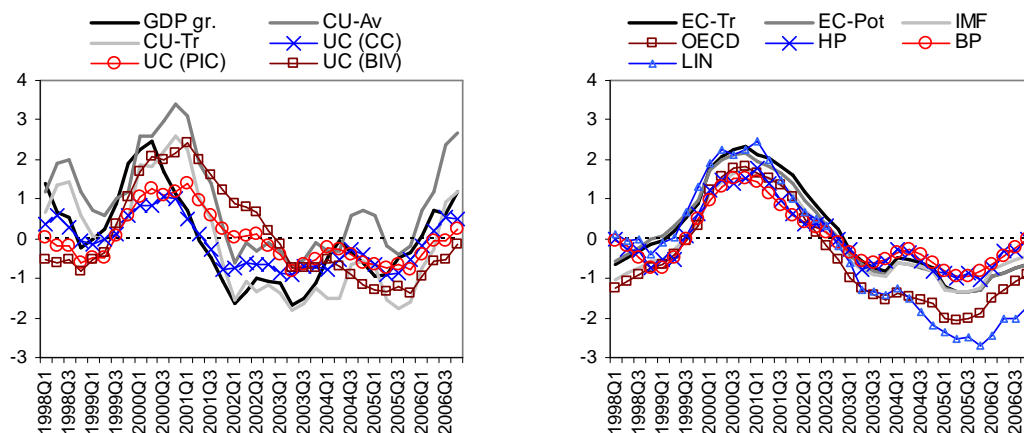 GDP gr. CU-Av
CU-Tr UC (CC)
UC (PIC) UC (BIV)
4
3
2
1
0
-1
-2
-3
1998Q1 1998Q3 1999Q1 1999Q3 2000Q1 2000Q3 2001Q1 2001Q3 2002Q1 2002Q3 2003Q1 2003Q3 2004Q1 2004Q3 2005Q1 2005Q3 2006Q1 2006Q3
EC-Tr EC-Pot IMF
OECD HP BP
LIN
4
3
2
1
0
-1
-2
-3
1998Q1 1998Q3 1999Q1 1999Q3 2000Q1 2000Q3 2001Q1 2001Q3 2002Q1 2002Q3 2003Q1 2003Q3 2004Q1 2004Q3 2005Q1 2005Q3 2006Q1 2006Q3